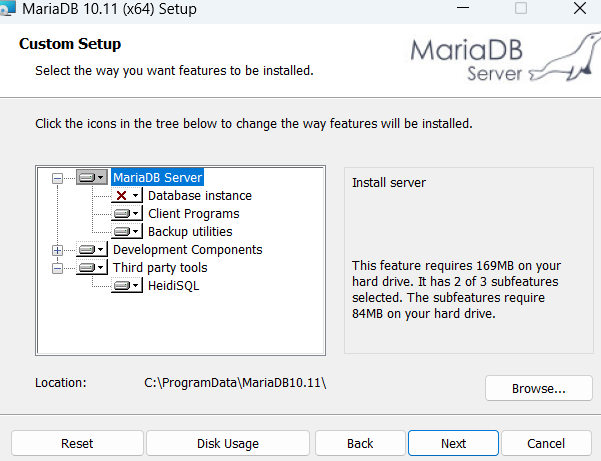 MariaDB 10.11 (x64) Setup
Custom Setup
Select the way you want features to be installed.
MariaDB
Server
Click the icons in the tree below to change the way features will be installed.
MariaDB Server
Database instance
Client Programs
Backup utilities
Development Components
Third party tools
HeidiSQL
Install server
This feature requires 169MB on your
hard drive. It has 2 of 3 subfeatures
selected. The subfeatures require
84MB on your hard drive.
Location: C:\ProgramData\MariaDB10.11\
Browse...
Reset Disk Usage Back Next Cancel